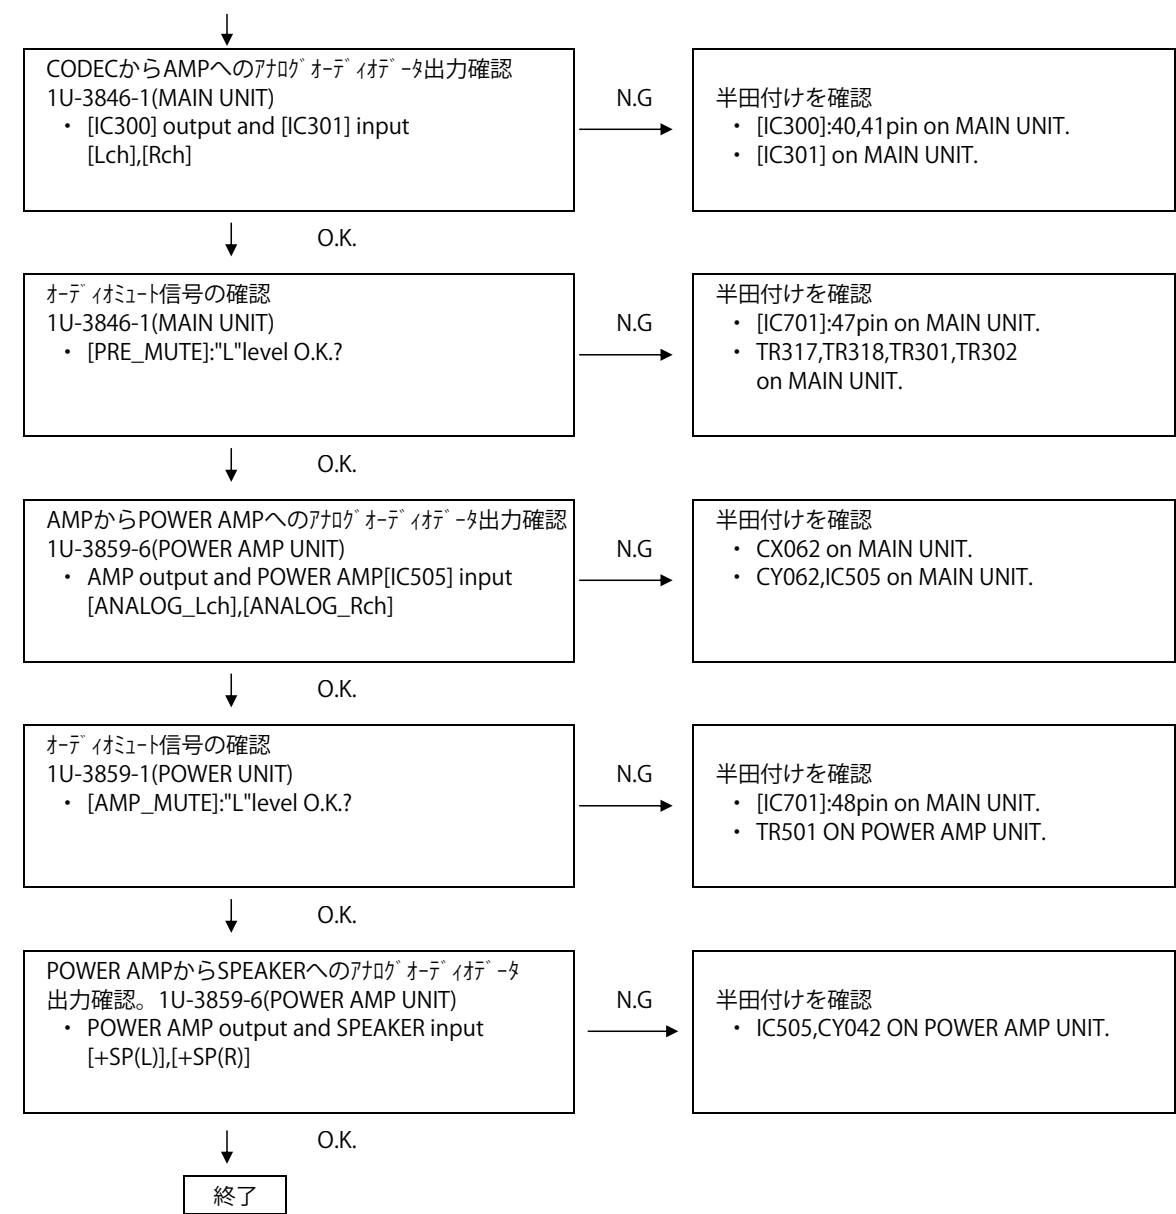 CODECからAMPへのｱﾅﾛｸﾞｵｰﾃﾞｨｵﾃﾞｰﾀ出力確認
1U-3846-1(MAIN UNIT)
・ [IC300] output and [IC301] input
[Lch],[Rch]
N.G
半田付けを確認
・ [IC300]:40,41pin on MAIN UNIT.
・ [IC301] on MAIN UNIT.
O.K.
ｵｰﾃﾞｨｵﾐｭｰﾄ信号の確認
1U-3846-1(MAIN UNIT)
・ [PRE_MUTE]:"L"level O.K.?
N.G
半田付けを確認
・ [IC701]:47pin on MAIN UNIT.
・ TR317,TR318,TR301,TR302
on MAIN UNIT.
O.K.
AMPからPOWER AMPへのｱﾅﾛｸﾞｵｰﾃﾞｨｵﾃﾞｰﾀ出力確認
1U-3859-6(POWER AMP UNIT)
・ AMP output and POWER AMP[IC505] input
[ANALOG_Lch],[ANALOG_Rch]
N.G
半田付けを確認
・ CX062 on MAIN UNIT.
・ CY062,IC505 on MAIN UNIT.
O.K.
ｵｰﾃﾞｨｵﾐｭｰﾄ信号の確認
1U-3859-1(POWER UNIT)
・ [AMP_MUTE]:"L"level O.K.?
N.G
半田付けを確認
・ [IC701]:48pin on MAIN UNIT.
・ TR501 ON POWER AMP UNIT.
O.K.
POWER AMPからSPEAKERへのｱﾅﾛｸﾞｵｰﾃﾞｨｵﾃﾞｰﾀ
出力確認。1U-3859-6(POWER AMP UNIT)
・ POWER AMP output and SPEAKER input
[+SP(L)],[+SP(R)]
N.G
半田付けを確認
・ IC505,CY042 ON POWER AMP UNIT.
O.K.
終了